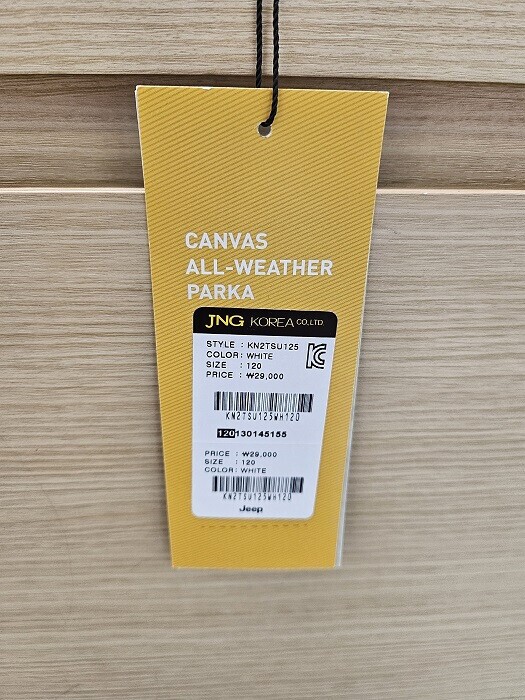 CANVAS
ALL-WEATHER
PARKA
JNG KOREA CO.,LTD.
STYLE : KN2TSU125
COLOR: WHITE
SIZE : 120
PRICE : ₩29,000
KC
KN2TSU125WH120
120130145155
PRICE : ₩29,000
SIZE : 120
COLOR: WHITE
KN2TSU125WH120
Jeep